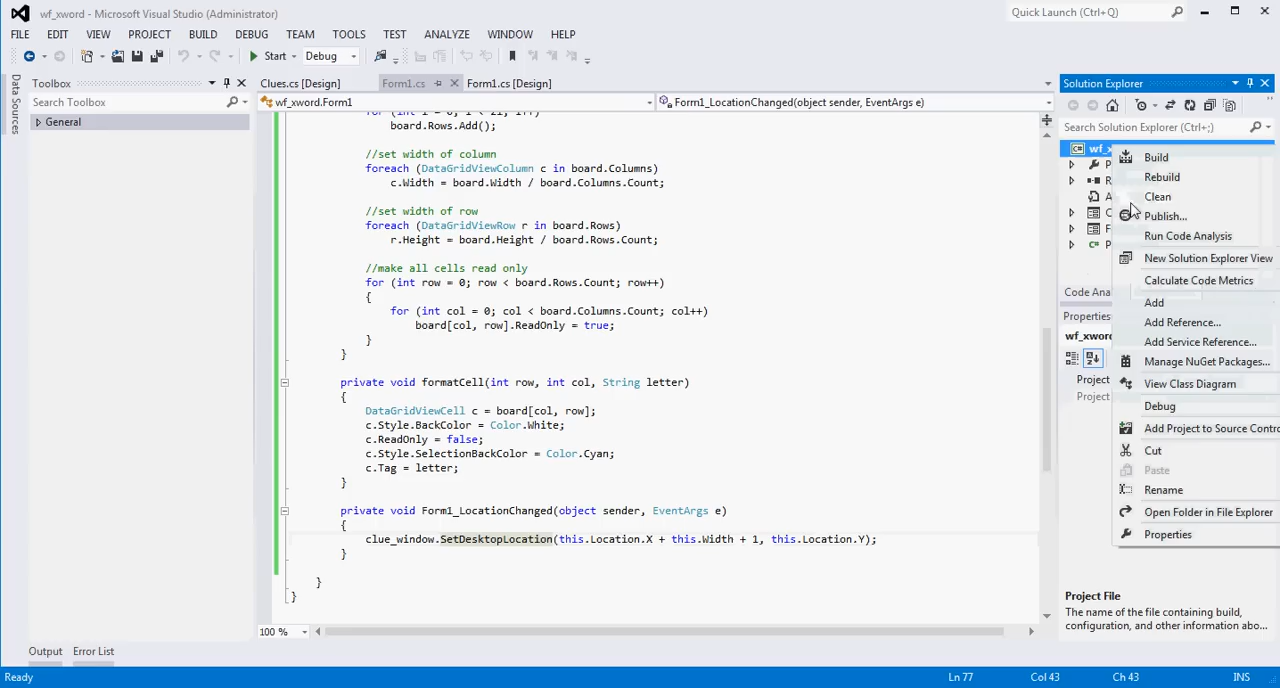 wf_xword - Microsoft Visual Studio (Administrator)
Quick Launch (Ctrl+Q)
FILE EDIT VIEW PROJECT BUILD DEBUG TEAM TOOLS TEST ANALYZE WINDOW HELP
Start Debug
Data Sources
Toolbox
Search Toolbox
General
Clues.cs [Design] Form1.cs Form1.cs [Design]
wf_xword.Form1 Form1_LocationChanged(object sender, EventArgs e)
board.Rows.Add();
//set width of column
foreach (DataGridViewColumn c in board.Columns)
c.Width = board.Width / board.Columns.Count;
//set width of row
foreach (DataGridViewRow r in board.Rows)
r.Height = board.Height / board.Rows.Count;
//make all cells read only
for (int row = 0; row < board.Rows.Count; row++)
{
for (int col = 0; col < board.Columns.Count; col++)
board[col, row].ReadOnly = true;
}
}
private void formatCell(int row, int col, String letter)
{
DataGridViewCell c = board[col, row];
c.Style.BackColor = Color.White;
c.ReadOnly = false;
c.Style.SelectionBackColor = Color.Cyan;
c.Tag = letter;
}
private void Form1_LocationChanged(object sender, EventArgs e)
{
clue_window.SetDesktopLocation(this.Location.X + this.Width + 1, this.Location.Y);
}
}
}
100 %
Solution Explorer
Search Solution Explorer (Ctrl+;)
C# wf_x
P
R
A
C
F
C# P
Build
Rebuild
Clean
Publish...
Run Code Analysis
New Solution Explorer View
Calculate Code Metrics
Add
Add Reference...
Add Service Reference...
Manage NuGet Packages...
View Class Diagram
Debug
Add Project to Source Contro
Cut
Paste
Rename
Open Folder in File Explorer
Properties
Code Ana
Properties
wf_xword
Project
Project
Project File
The name of the file containing build,
configuration, and other information abo...
Output Error List
Ready Ln 77 Col 43 Ch 43 INS